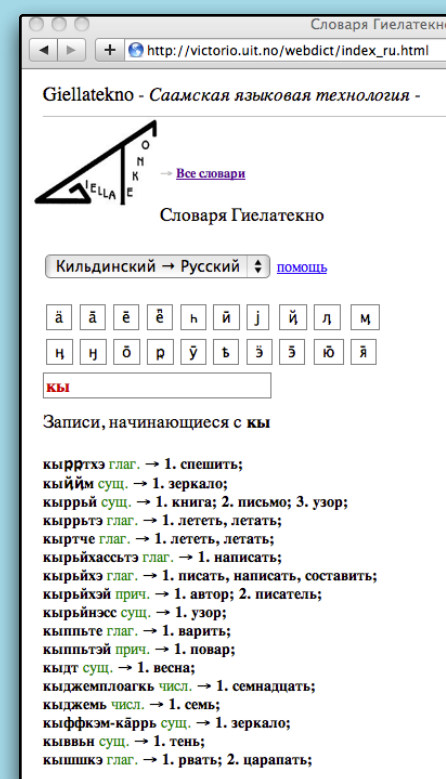 Словаря Гиелатекно
http://victorio.uit.no/webdict/index_ru.html
Giellatekno - Саамская языковая технология -
GIELLA
TEKNO
→ Все словари
Словаря Гиелатекно
Кильдинский → Русский помощь
ӓ а̄ е̄ е̄̈ һ ӣ ј ҋ ӆ ӎ
ӊ ӈ о̄ ҏ ӯ ҍ ӭ э̄ ю̄ я̄
кы
Записи, начинающиеся с кы
кыҏҏтхэ глаг. → 1. спешить;
кыҋҋм сущ. → 1. зеркало;
кыррьй сущ. → 1. книга; 2. письмо; 3. узор;
кыррьтэ глаг. → 1. лететь, летать;
кыртче глаг. → 1. лететь, летать;
кырьйхассьтэ глаг. → 1. написать;
кырьйхэ глаг. → 1. писать, написать, составить;
кырьйхэй прич. → 1. автор; 2. писатель;
кырьйнэсс сущ. → 1. узор;
кыппьте глаг. → 1. варить;
кыппьтэй прич. → 1. повар;
кыдт сущ. → 1. весна;
кыджемплоагкь числ. → 1. семнадцать;
кыджемь числ. → 1. семь;
кыффкэм-ка̄ррь сущ. → 1. зеркало;
кыввьн сущ. → 1. тень;
кышшкэ глаг. → 1. рвать; 2. царапать;